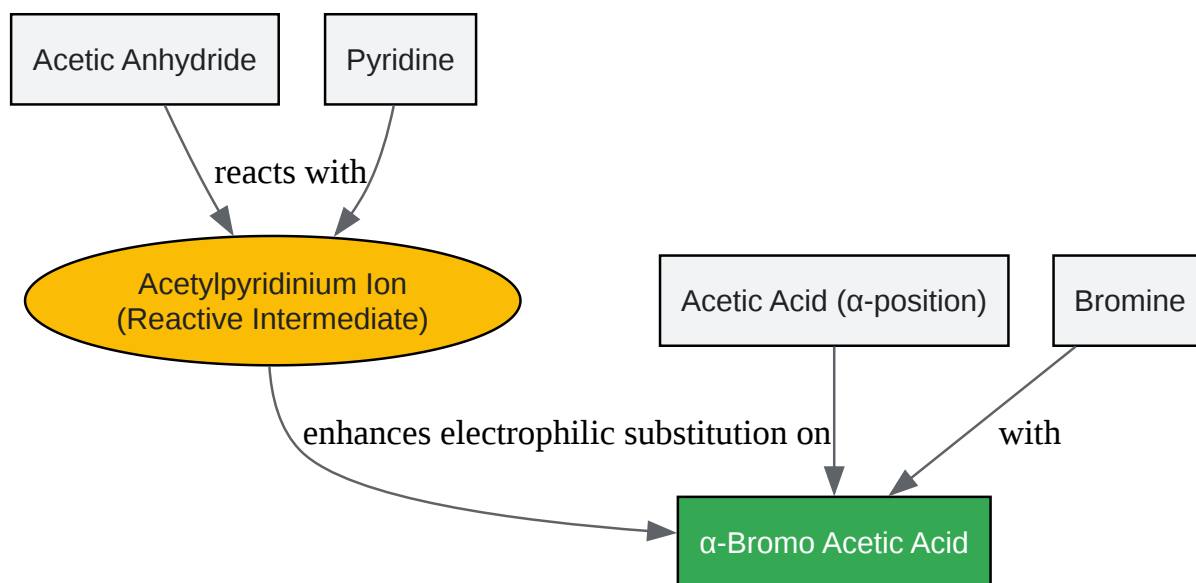 Acetic Anhydride
Pyridine
reacts with
Acetylpyridinium Ion
(Reactive Intermediate)
Acetic Acid (α-position)
Bromine
enhances electrophilic substitution on
with
α-Bromo Acetic Acid